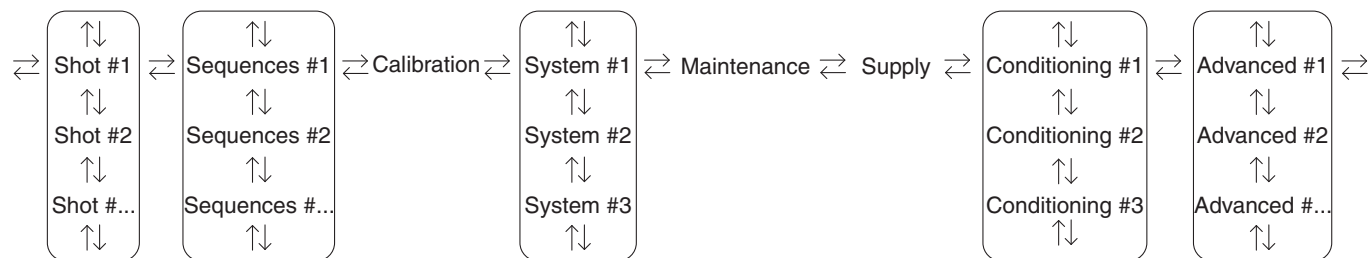 Shot #1 Sequences #1 Calibration System #1 Maintenance Supply Conditioning #1 Advanced #1
Shot #2 Sequences #2 System #2 Conditioning #2 Advanced #2
Shot #... Sequences #... System #3 Conditioning #3 Advanced #...